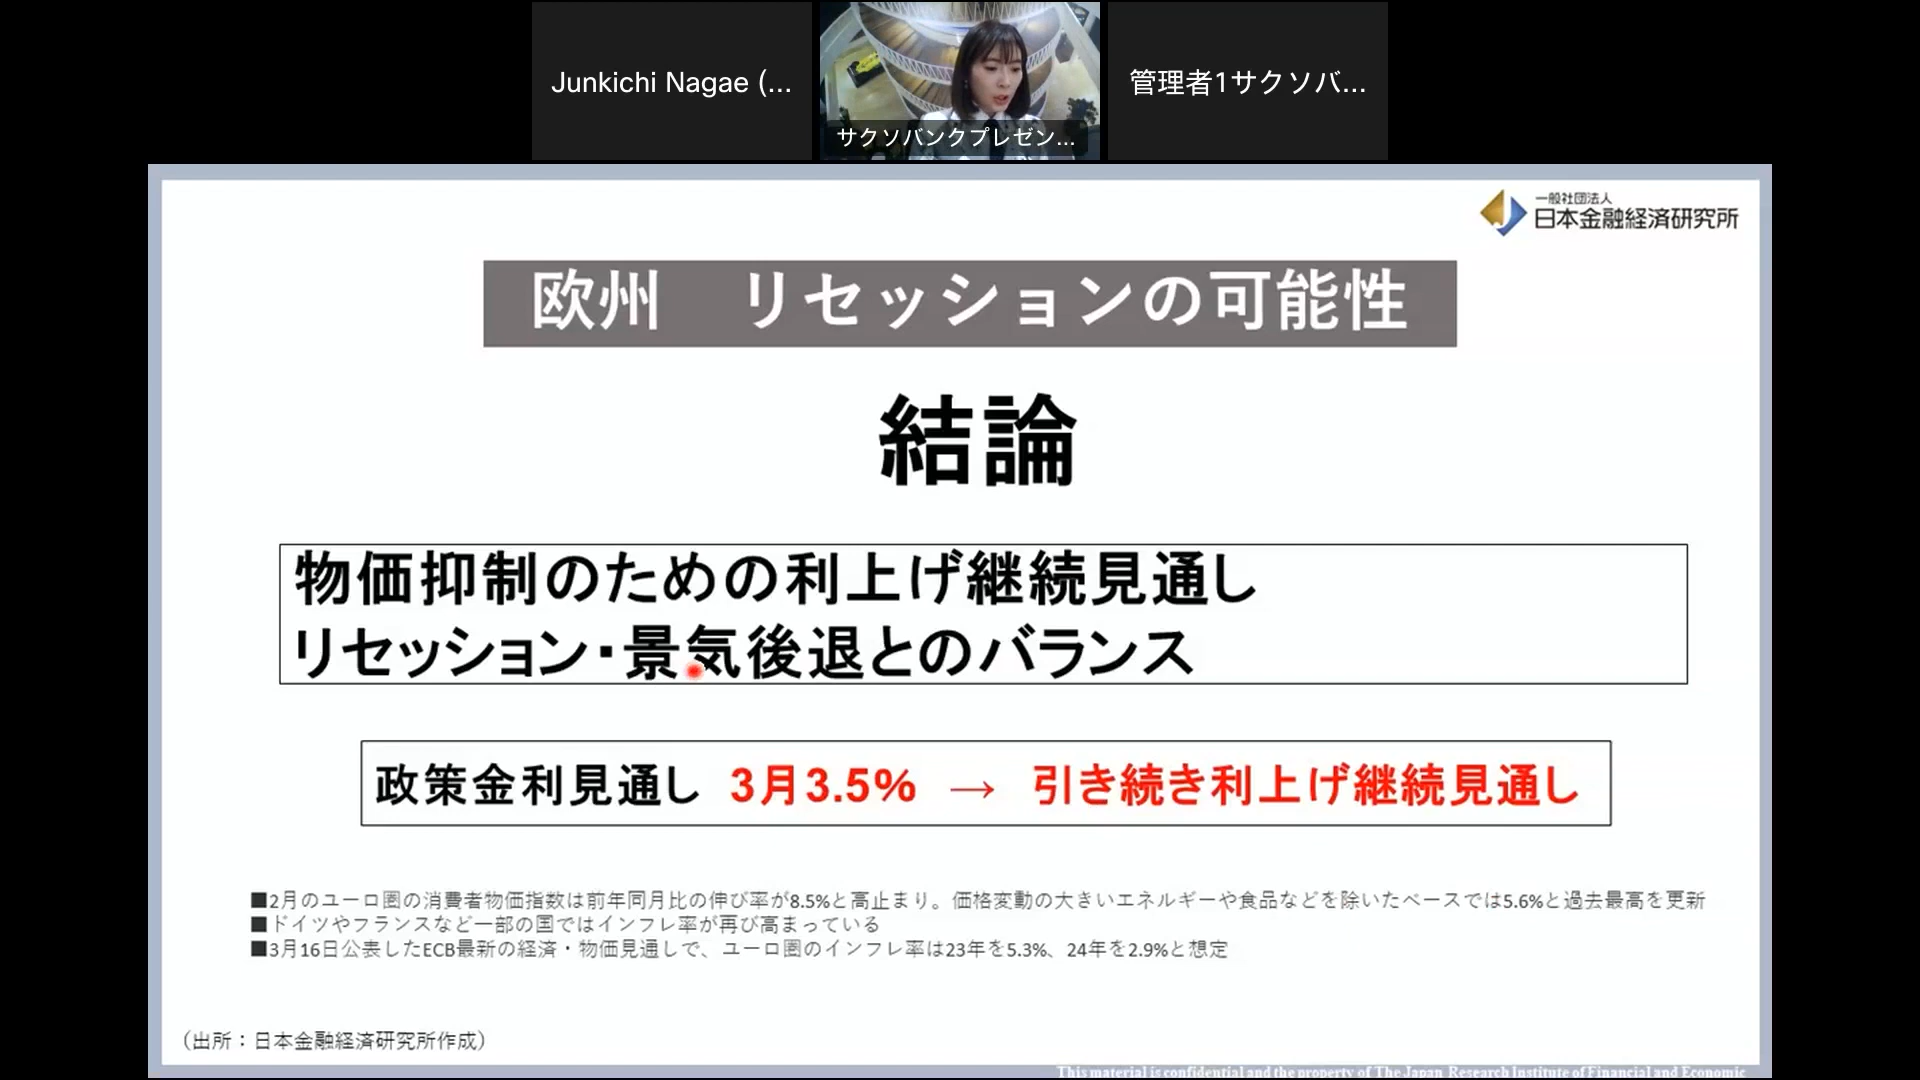 Junkichi Nagae (...
サクソバンクプレゼン...
管理者1サクソバ...
一般社団法人
日本金融経済研究所
欧州　リセッションの可能性
結論
物価抑制のための利上げ継続見通し
リセッション・景気後退とのバランス
政策金利見通し 3月3.5% → 引き続き利上げ継続見通し
■2月のユーロ圏の消費者物価指数は前年同月比の伸び率が8.5%と高止まり。価格変動の大きいエネルギーや食品などを除いたベースでは5.6%と過去最高を更新
■ドイツやフランスなど一部の国ではインフレ率が再び高まっている
■3月16日公表したECB最新の経済・物価見通しで、ユーロ圏のインフレ率は23年を5.3%、24年を2.9%と想定
（出所：日本金融経済研究所作成）
This material is confidential and the property of The Japan Research Institute of Financial and Economic